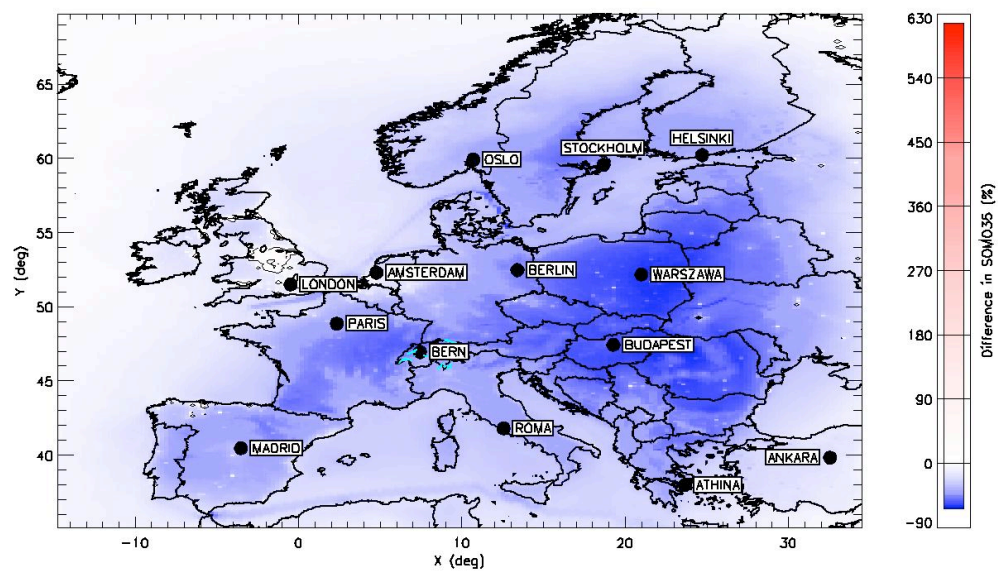 630
65
540
HELSINKI
STOCKHOLM
60
OSLO
450
Difference in SOMO35 (%)
55
360
Y (deg)
AMSTERDAM
BERLIN
WARSZAWA
270
LONDON
50
PARIS
BUDAPEST
180
BERN
45
90
ROMA
MADRID
40
ANKARA
0
ATHINA
-90
-10
0
10
20
30
X (deg)